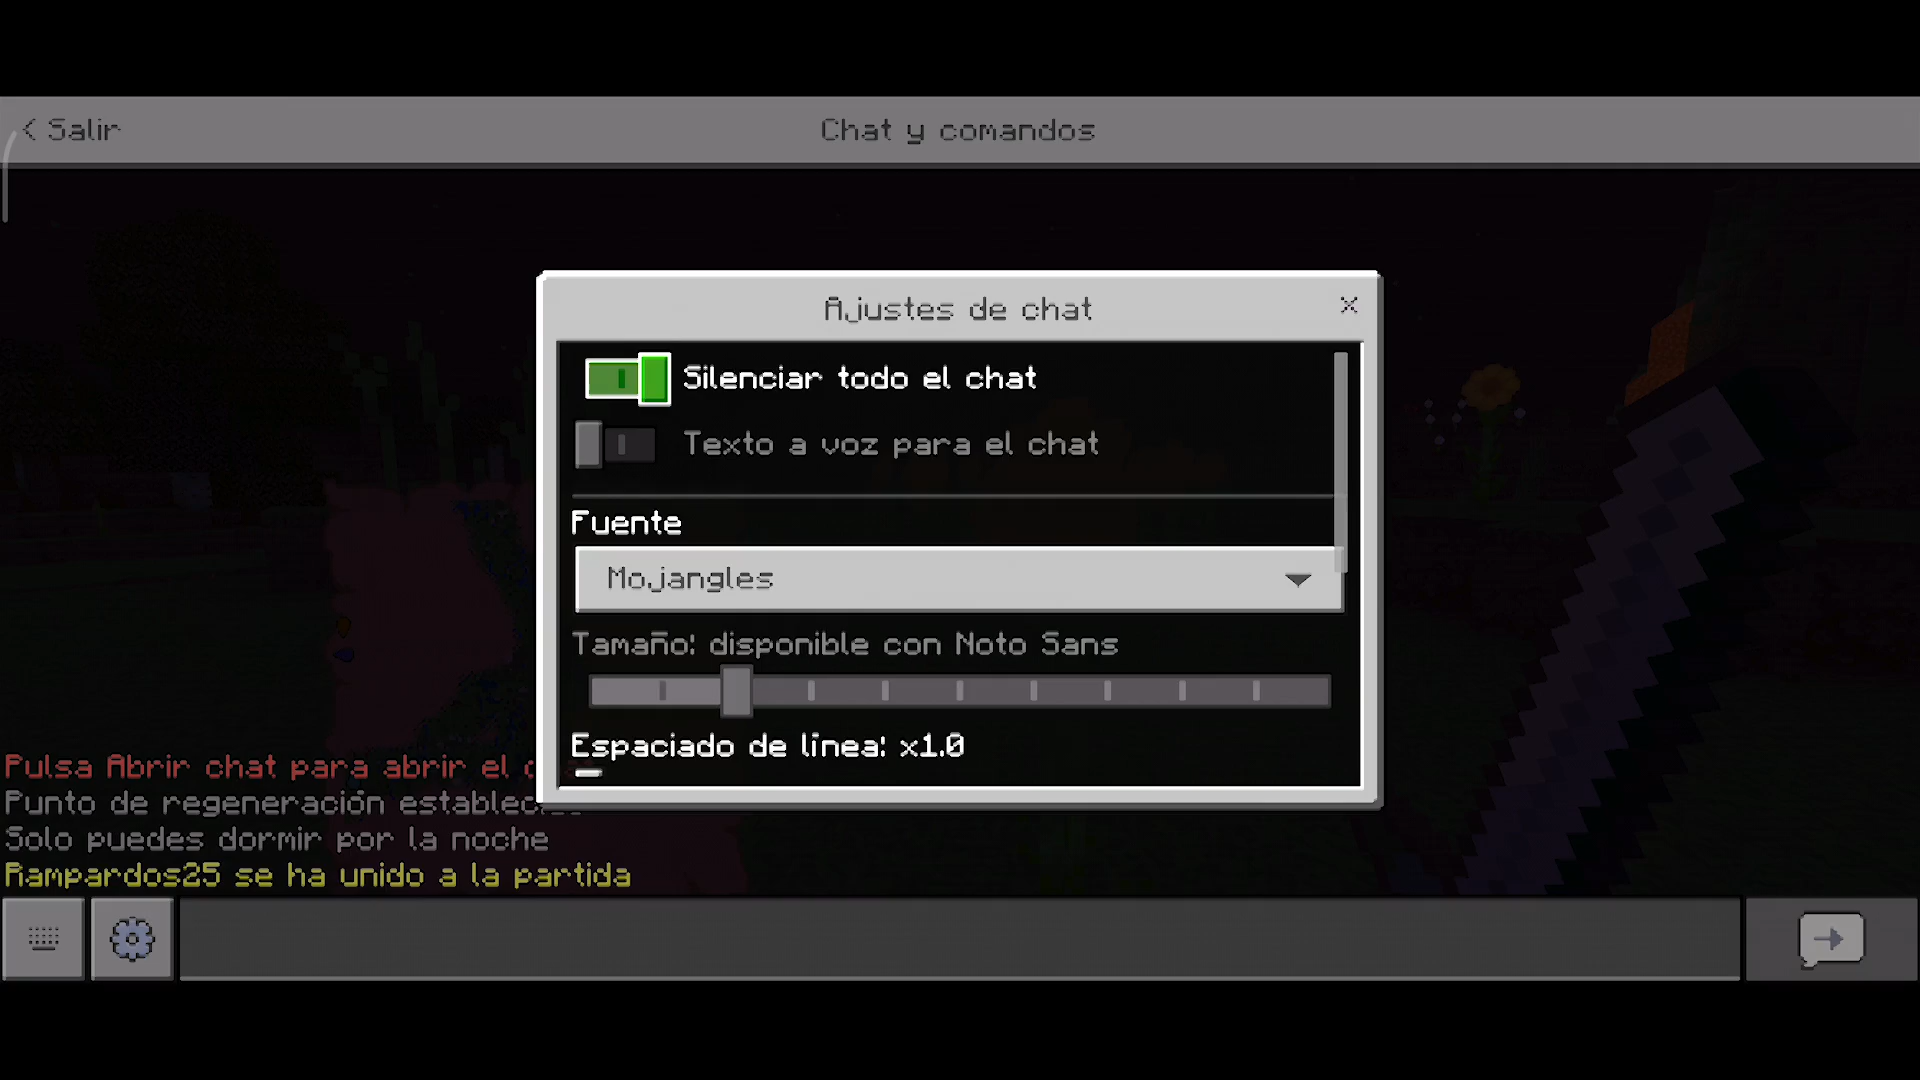 < Salir
Chat y comandos
Ajustes de chat
Silenciar todo el chat
Texto a voz para el chat
Fuente
Mojangles
Tamaño: disponible con Noto Sans
Espaciado de línea: x1.0
Pulsa Abrir chat para abrir el
Punto de regeneración
Solo puedes dormir por la noche
Rampardos25 se ha unido a la partida